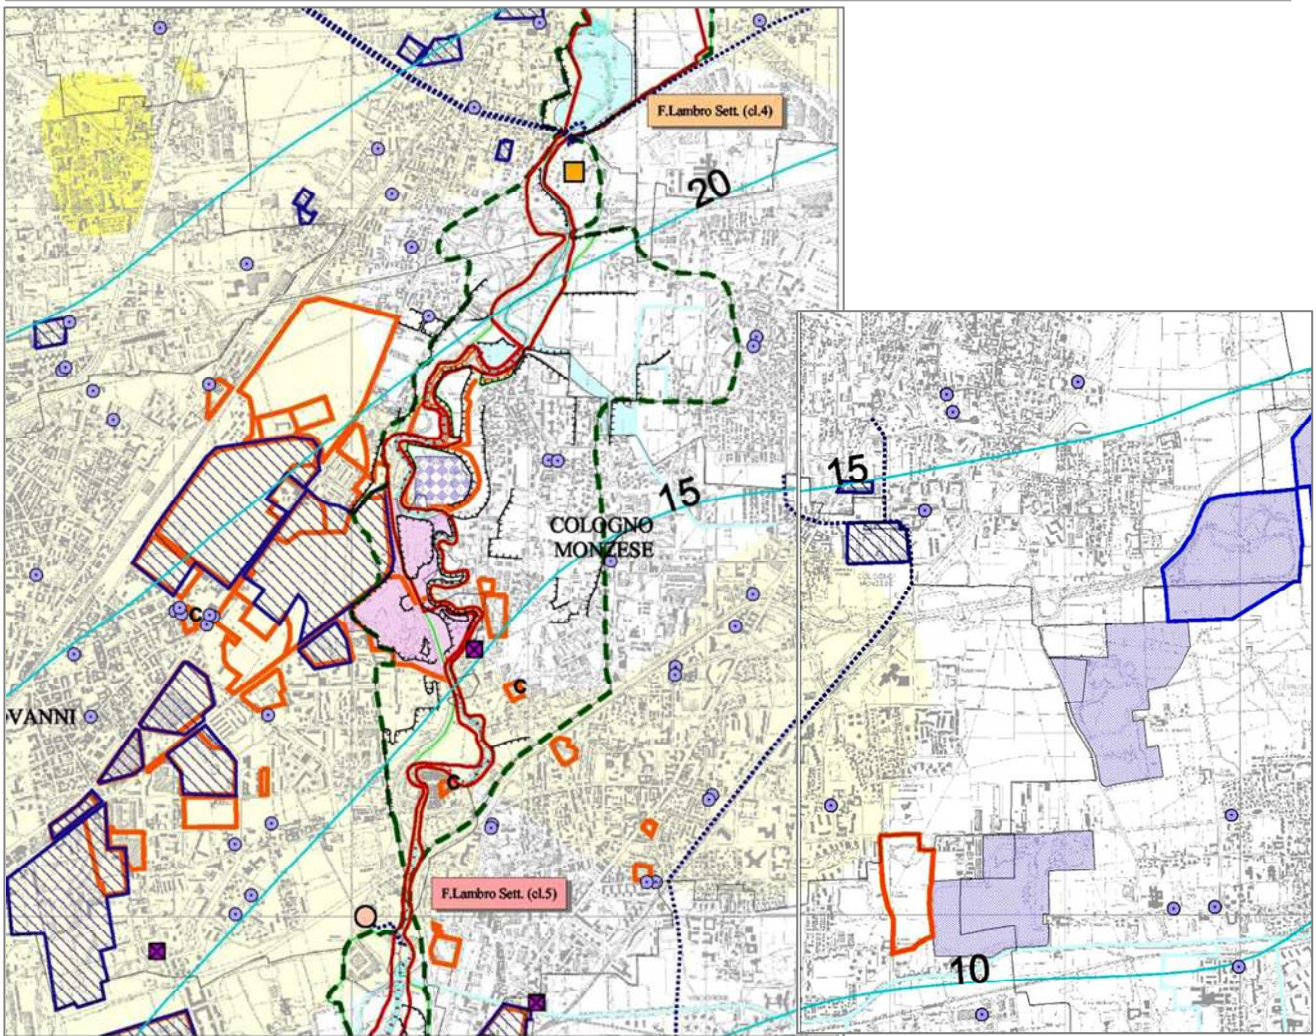 F.Lambro Sett. (cl.4)
20
15
15
COLOGNO
MONZESE
C
C
OVANNI
C
F.Lambro Sett. (cl.5)
10